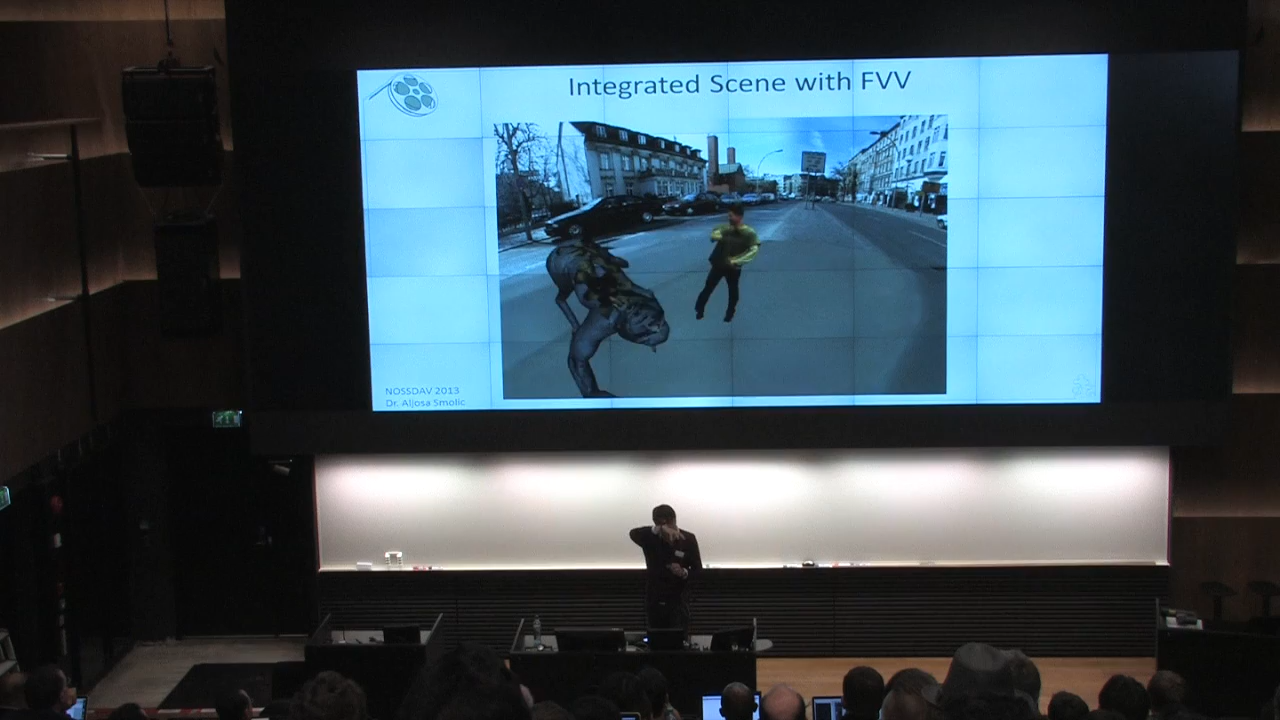 Integrated Scene with FVV
NOSSDAV 2013
Dr. Aljosa Smolic